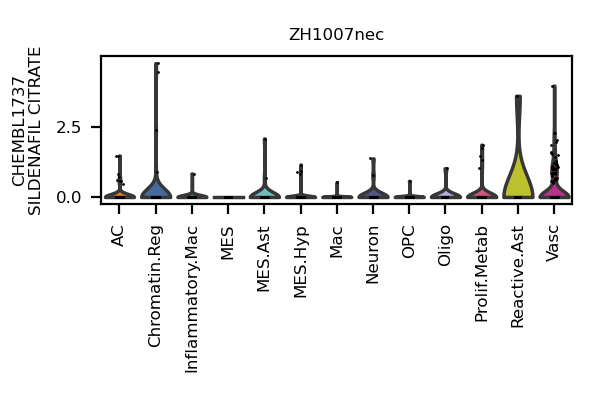 ZH1007nec
CHEMBL1737
SILDENAFIL CITRATE
2.5
0.0
AC
Chromatin.Reg
Inflammatory.Mac
MES
MES.Ast
MES.Hyp
Mac
Neuron
OPC
Oligo
Prolif.Metab
Reactive.Ast
Vasc